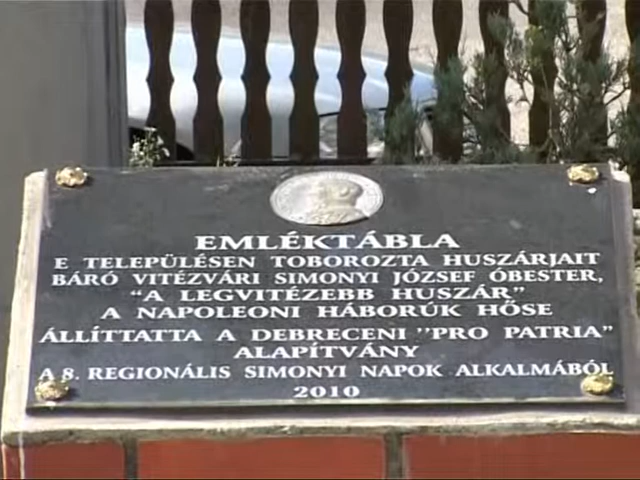 EMLÉKTÁBLA
E TELEPÜLÉSEN TOBOROZTA HUSZÁRJAIT
BÁRÓ VITÉZVÁRI SIMONYI JÓZSEF ÓBESTER,
"A LEGVITÉZEBB HUSZÁR"
A NAPOLEONI HÁBORÚK HŐSE
ÁLLÍTTATTA A DEBRECENI "PRO PATRIA"
ALAPÍTVÁNY
A 8. REGIONÁLIS SIMONYI NAPOK ALKALMÁBÓL
2010